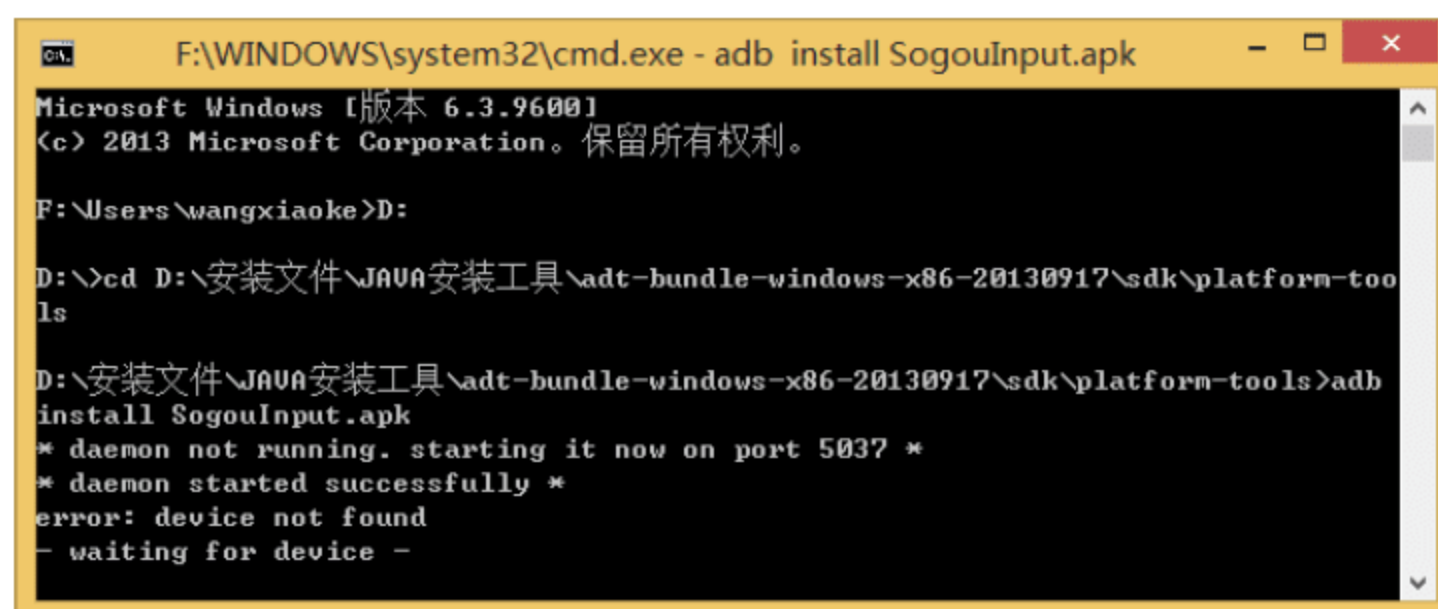 F:\WINDOWS\system32\cmd.exe - adb  install SogouInput.apk
Microsoft Windows [版本 6.3.9600]
(c) 2013 Microsoft Corporation。保留所有权利。
F:\Users\wangxiaoke>D:
D:\>cd D:\安装文件\JAVA安装工具\adt-bundle-windows-x86-20130917\sdk\platform-too
ls
D:\安装文件\JAVA安装工具\adt-bundle-windows-x86-20130917\sdk\platform-tools>adb
install SogouInput.apk
* daemon not running. starting it now on port 5037 *
* daemon started successfully *
error: device not found
- waiting for device -